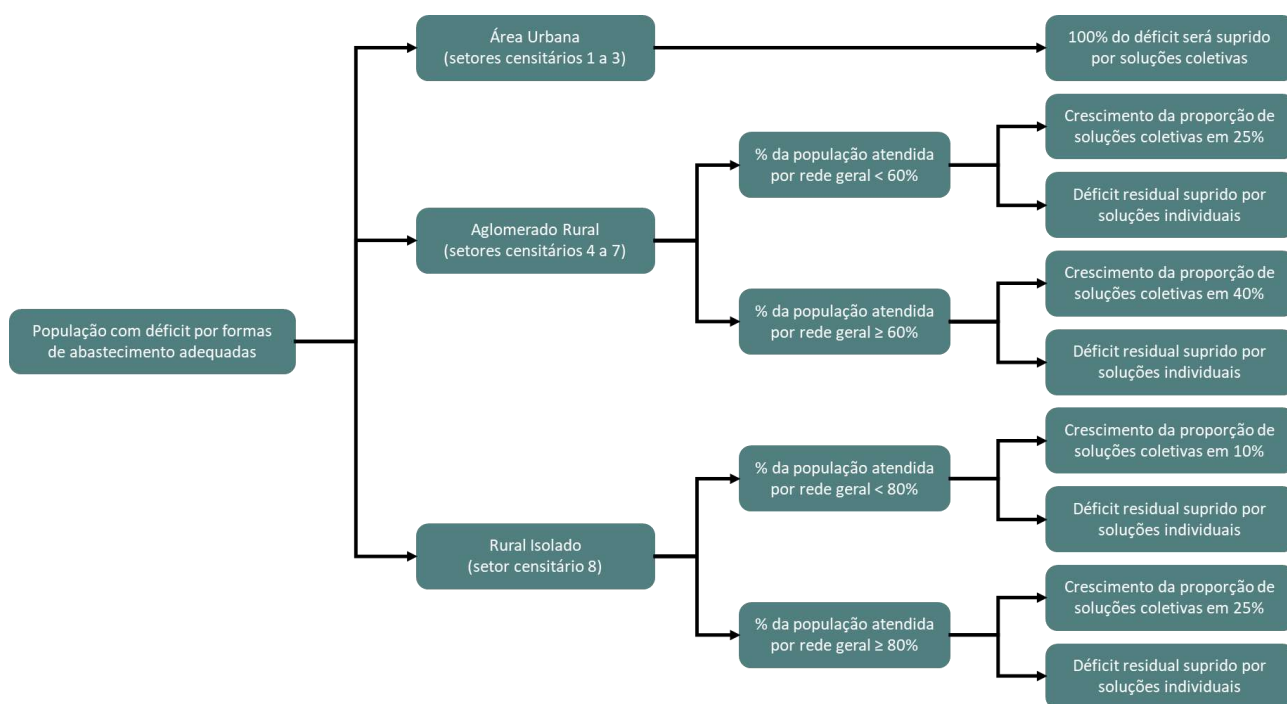 Área Urbana
(setores censitários 1 a 3)
100% do déficit será suprido
por soluções coletivas
Crescimento da proporção de
soluções coletivas em 25%
% da população atendida
por rede geral < 60%
Déficit residual suprido por
soluções individuais
Aglomerado Rural
(setores censitários 4 a 7)
Crescimento da proporção de
soluções coletivas em 40%
% da população atendida
por rede geral ≥ 60%
Déficit residual suprido por
soluções individuais
População com déficit por formas
de abastecimento adequadas
Crescimento da proporção de
soluções coletivas em 10%
% da população atendida
por rede geral < 80%
Déficit residual suprido por
soluções individuais
Rural Isolado
(setor censitário 8)
Crescimento da proporção de
soluções coletivas em 25%
% da população atendida
por rede geral ≥ 80%
Déficit residual suprido por
soluções individuais